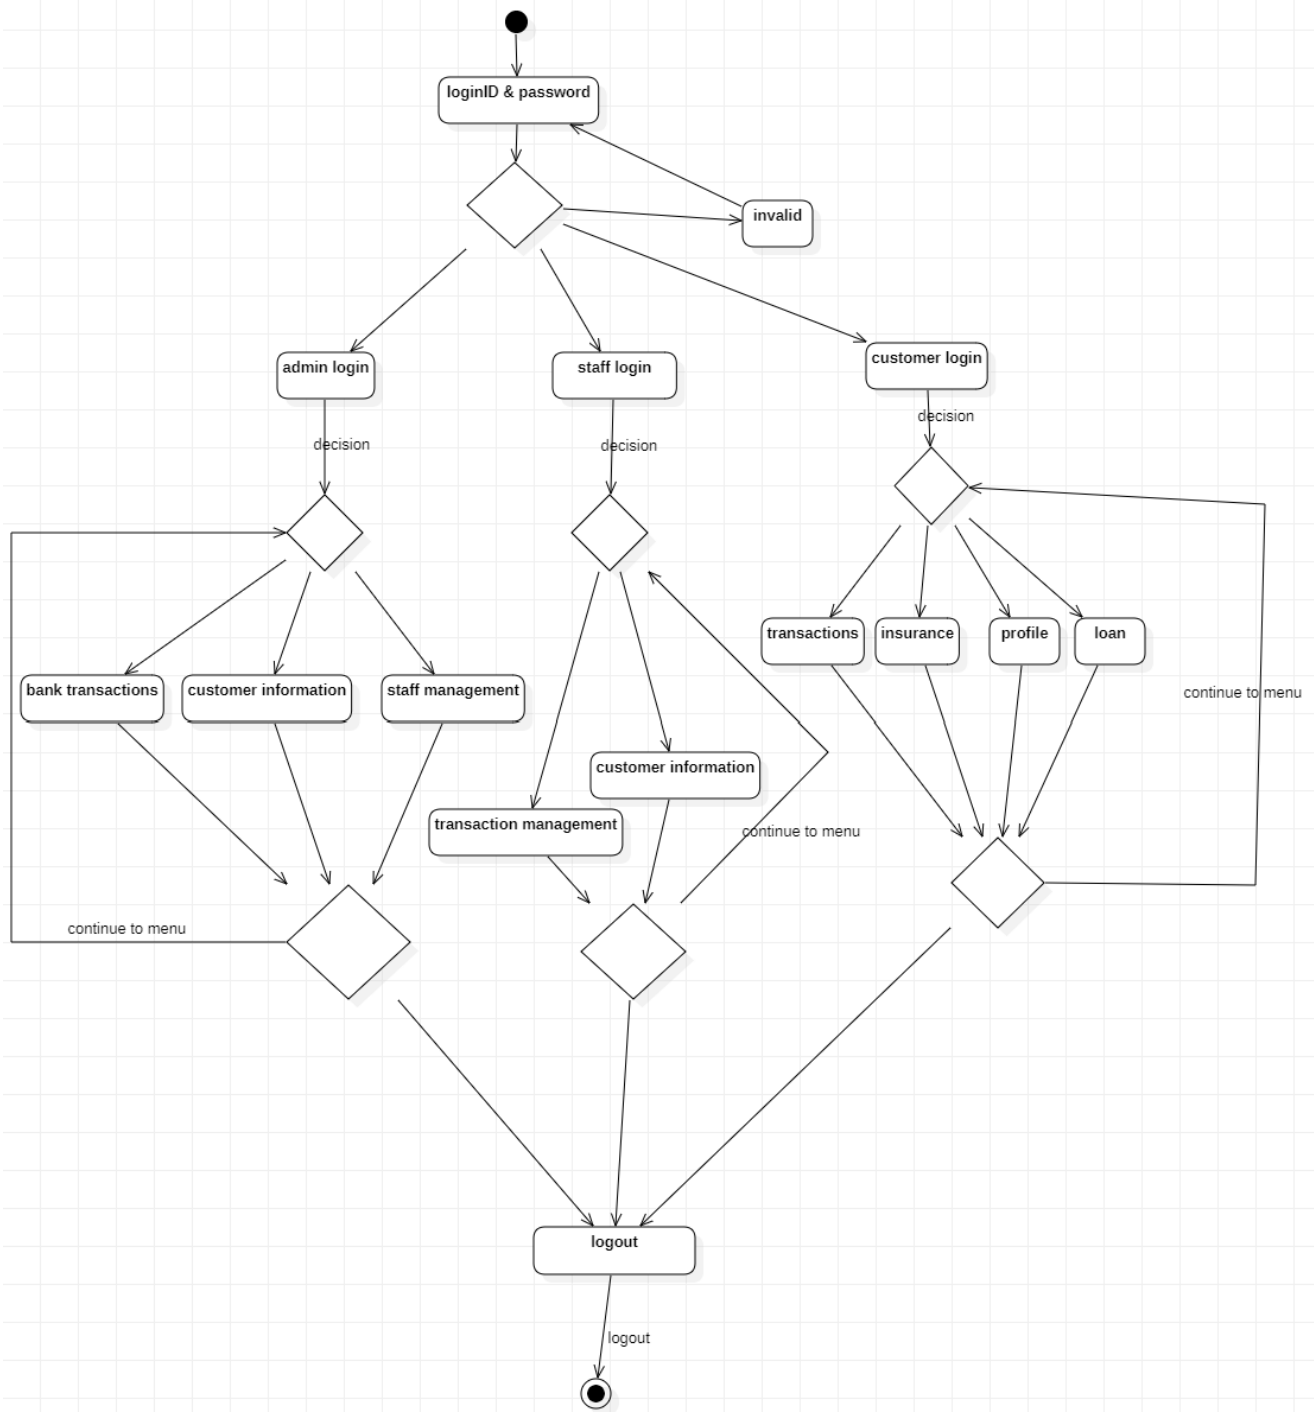 loginID & password
invalid
admin login
staff login
customer login
decision
decision
decision
transactions
insurance
profile
loan
bank transactions
customer information
staff management
continue to menu
customer information
transaction management
continue to menu
continue to menu
logout
logout